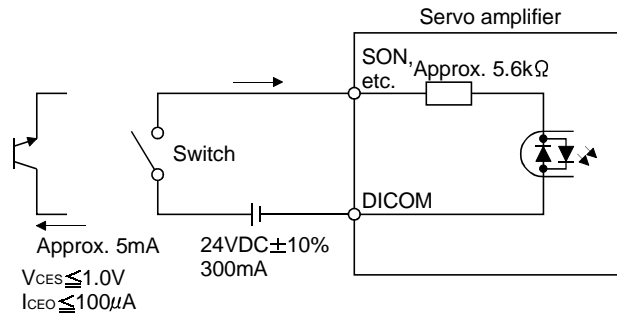 Servo amplifier
SON,
etc.
Approx. 5.6kΩ
Switch
DICOM
Approx. 5mA
24VDC±10%
300mA
VCES≦1.0V
ICEO≦100μA